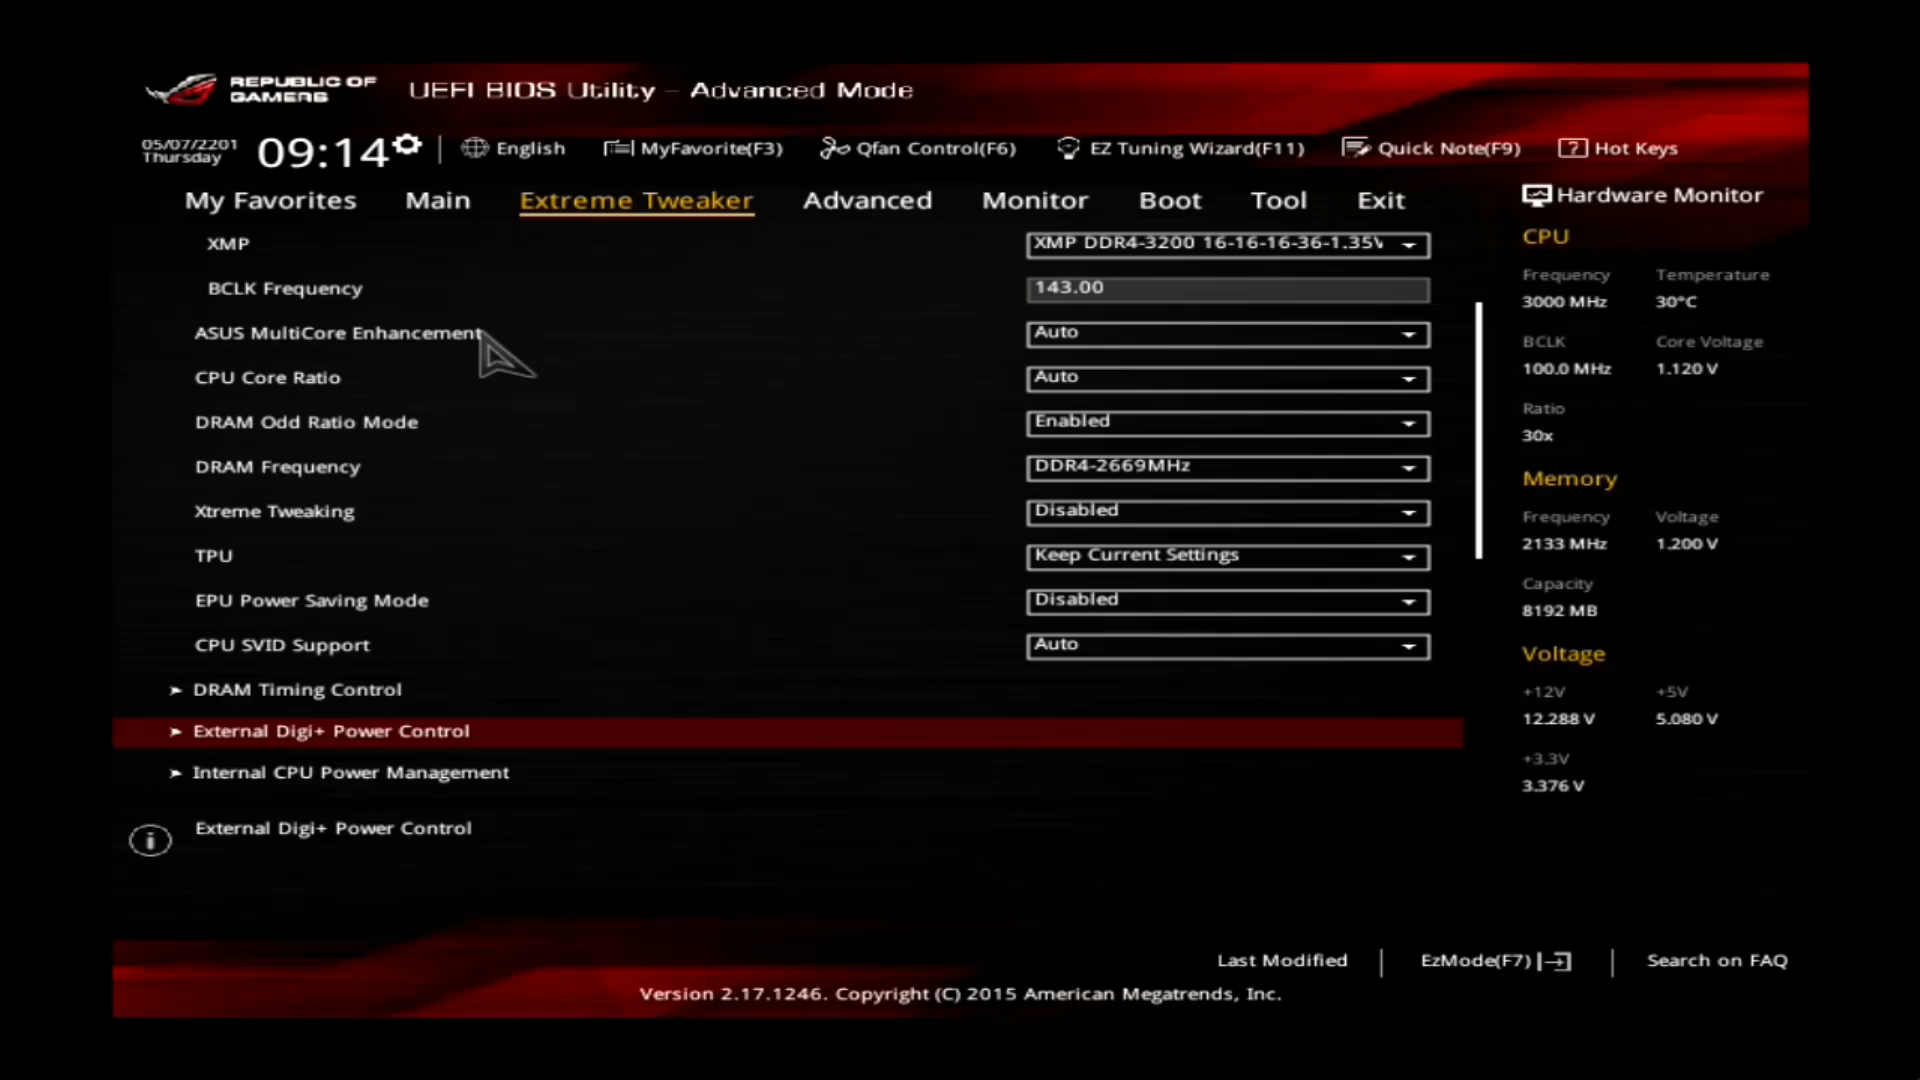 REPUBLIC OF
GAMERS
UEFI BIOS Utility – Advanced Mode
05/07/2201
Thursday
09:14
English
MyFavorite(F3)
Qfan Control(F6)
EZ Tuning Wizard(F11)
Quick Note(F9)
? Hot Keys
My Favorites
Main
Extreme Tweaker
Advanced
Monitor
Boot
Tool
Exit
Hardware Monitor
XMP
XMP DDR4-3200 16-16-16-36-1.35V
BCLK Frequency
143.00
ASUS MultiCore Enhancement
Auto
CPU Core Ratio
Auto
DRAM Odd Ratio Mode
Enabled
DRAM Frequency
DDR4-2669MHz
Xtreme Tweaking
Disabled
TPU
Keep Current Settings
EPU Power Saving Mode
Disabled
CPU SVID Support
Auto
DRAM Timing Control
External Digi+ Power Control
Internal CPU Power Management
External Digi+ Power Control
CPU
Frequency Temperature
3000 MHz 30°C
BCLK Core Voltage
100.0 MHz 1.120 V
Ratio
30x
Memory
Frequency Voltage
2133 MHz 1.200 V
Capacity
8192 MB
Voltage
+12V +5V
12.288 V 5.080 V
+3.3V
3.376 V
Last Modified
EzMode(F7)
Search on FAQ
Version 2.17.1246. Copyright (C) 2015 American Megatrends, Inc.